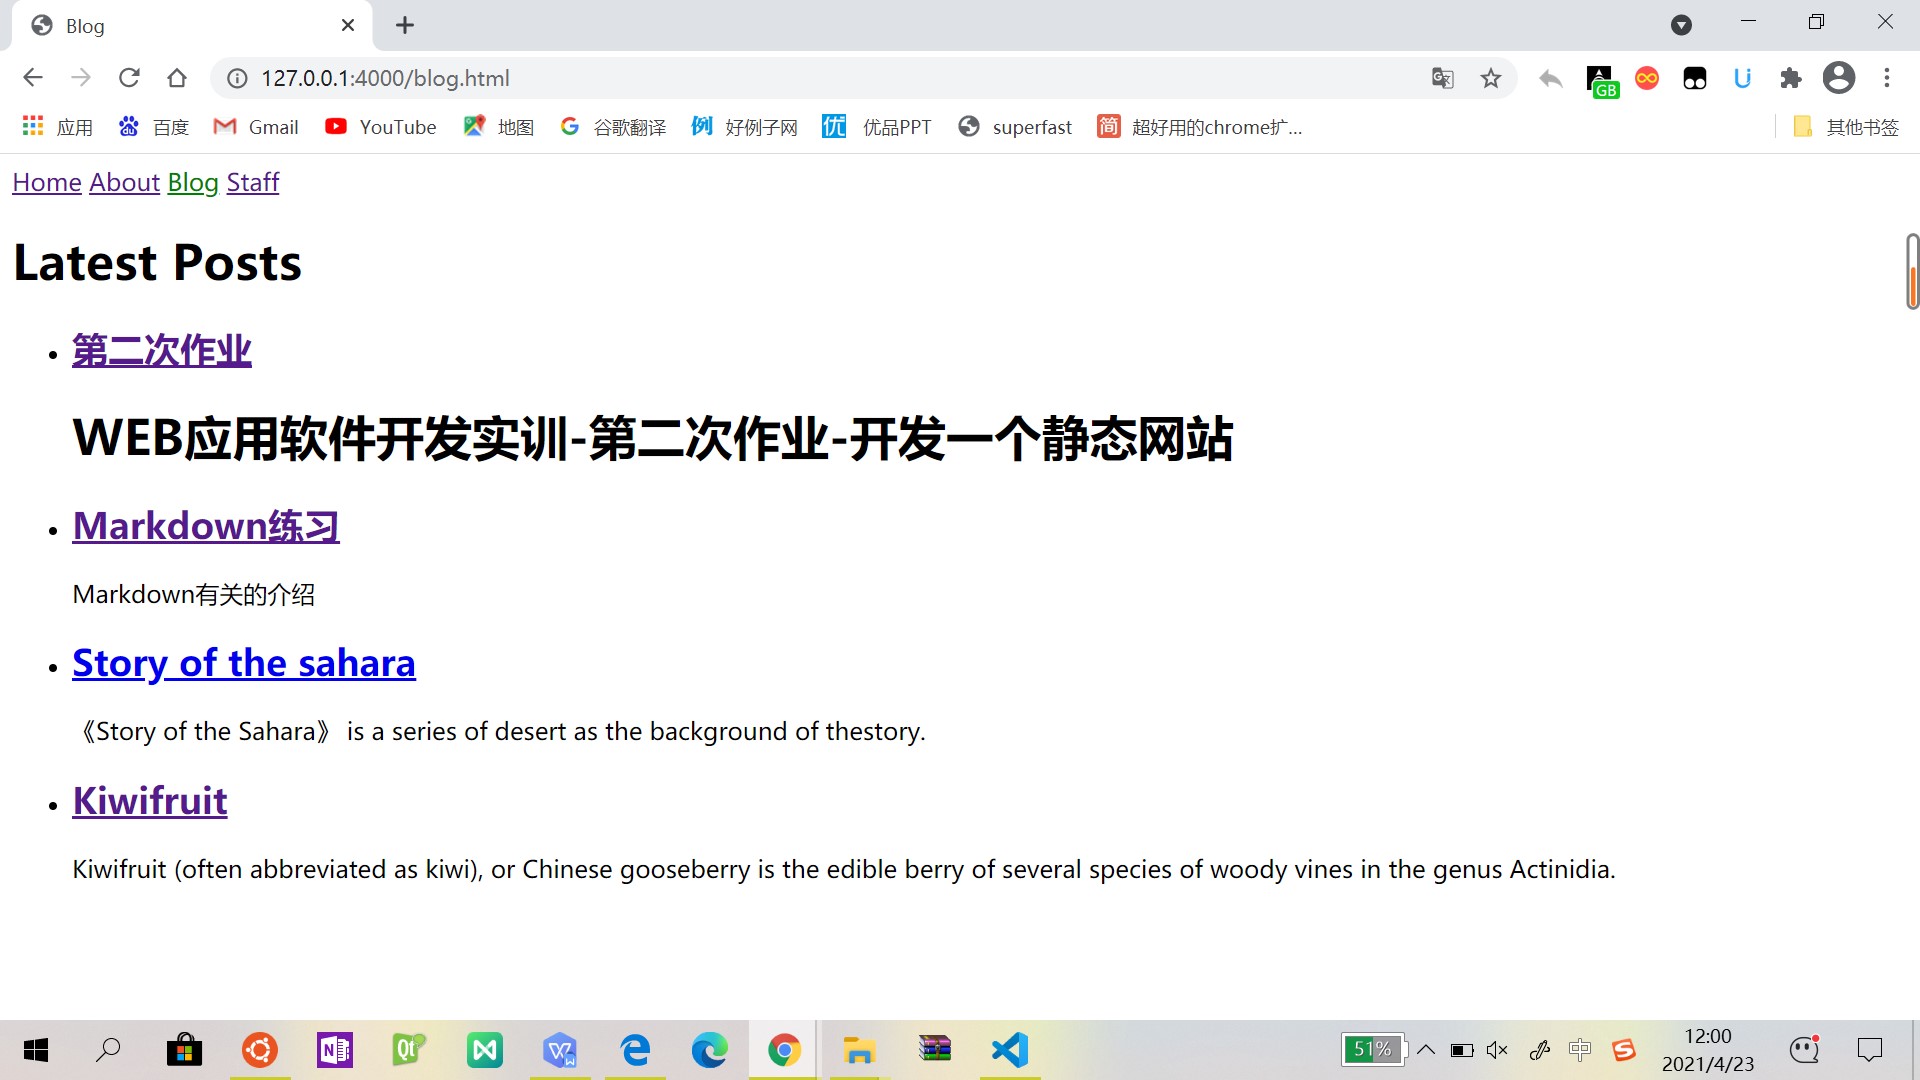 Blog
127.0.0.1:4000/blog.html
GB
应用 百度 Gmail YouTube 地图 谷歌翻译 例 好例子网 优 优品PPT superfast 简 超好用的chrome扩... 其他书签
Home About Blog Staff
Latest Posts
第二次作业
WEB应用软件开发实训-第二次作业-开发一个静态网站
Markdown练习
Markdown有关的介绍
Story of the sahara
《Story of the Sahara》 is a series of desert as the background of thestory.
Kiwifruit
Kiwifruit (often abbreviated as kiwi), or Chinese gooseberry is the edible berry of several species of woody vines in the genus Actinidia.
N Qt W 51% 中 S 12:00
2021/4/23